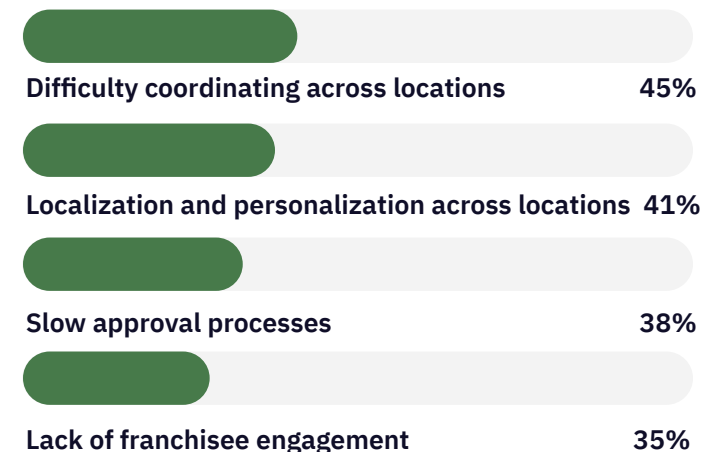 Difficulty coordinating across locations 45%
Localization and personalization across locations 41%
Slow approval processes 38%
Lack of franchisee engagement 35%